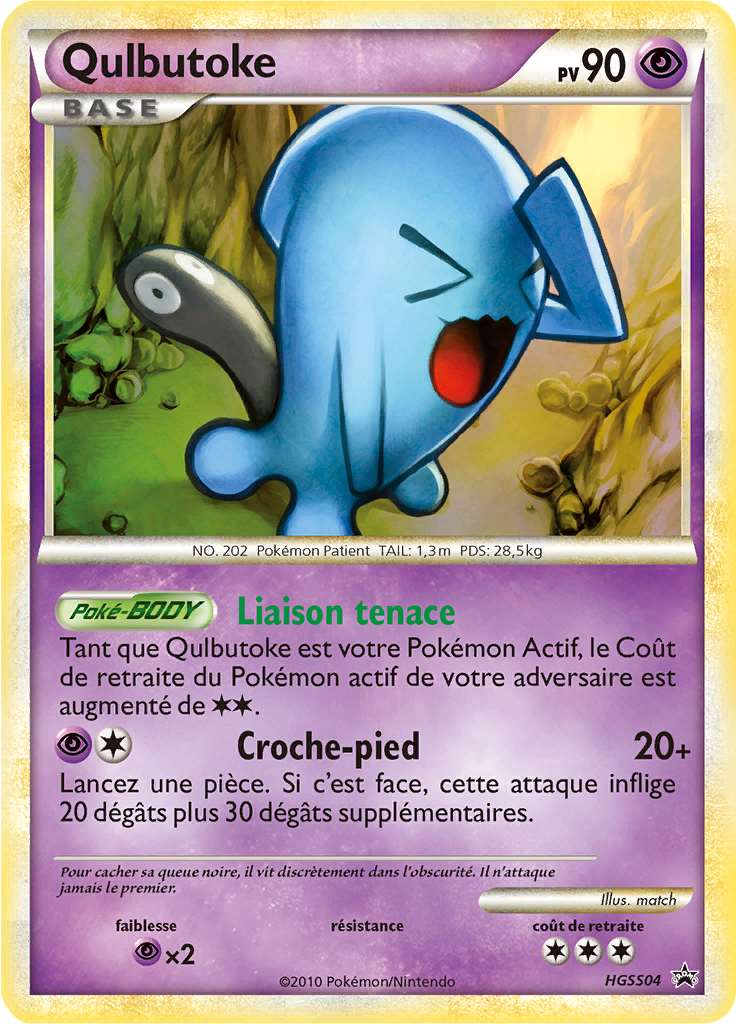 Qulbutoke
PV 90
BASE
NO. 202 Pokémon Patient TAIL: 1,3m PDS: 28,5kg
Poké-BODY Liaison tenace
Tant que Qulbutoke est votre Pokémon Actif, le Coût
de retraite du Pokémon actif de votre adversaire est
augmenté de ✶✶.
Croche-pied 20+
Lancez une pièce. Si c'est face, cette attaque inflige
20 dégâts plus 30 dégâts supplémentaires.
Pour cacher sa queue noire, il vit discrètement dans l'obscurité. Il n'attaque
jamais le premier.
Illus. match
faiblesse résistance coût de retraite
×2
©2010 Pokémon/Nintendo HGSS04 PROMO